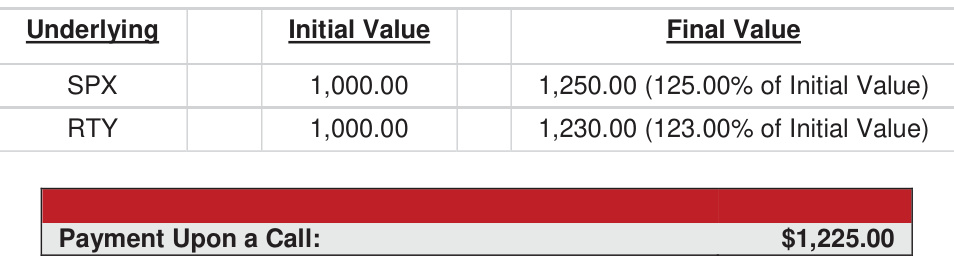 Underlying Initial Value Final Value
SPX 1,000.00 1,250.00 (125.00% of Initial Value)
RTY 1,000.00 1,230.00 (123.00% of Initial Value)
Payment Upon a Call: $1,225.00